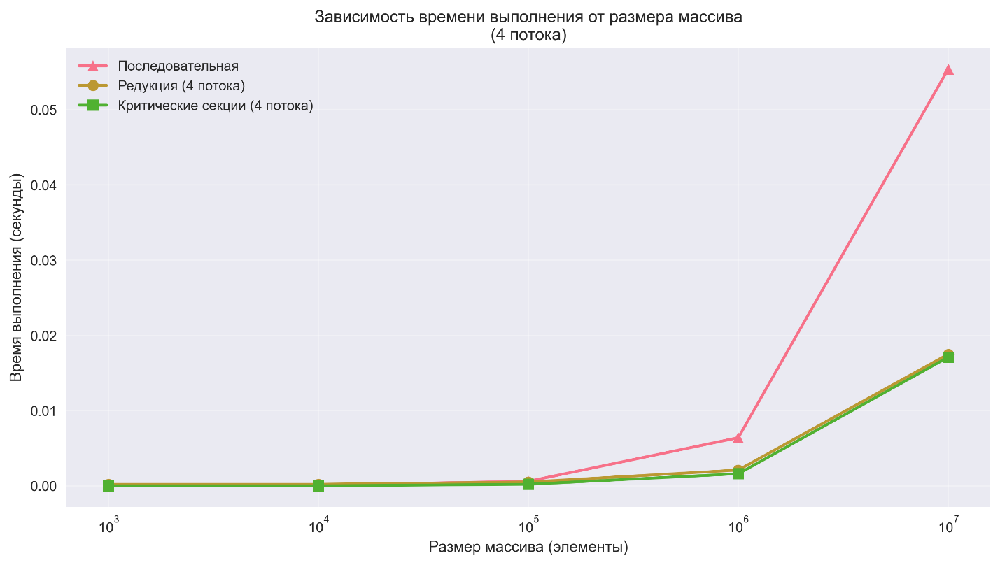 Зависимость времени выполнения от размера массива
(4 потока)
Последовательная
Редукция (4 потока)
Критические секции (4 потока)
Время выполнения (секунды)
0.05
0.04
0.03
0.02
0.01
0.00
10³ 10⁴ 10⁵ 10⁶ 10⁷
Размер массива (элементы)